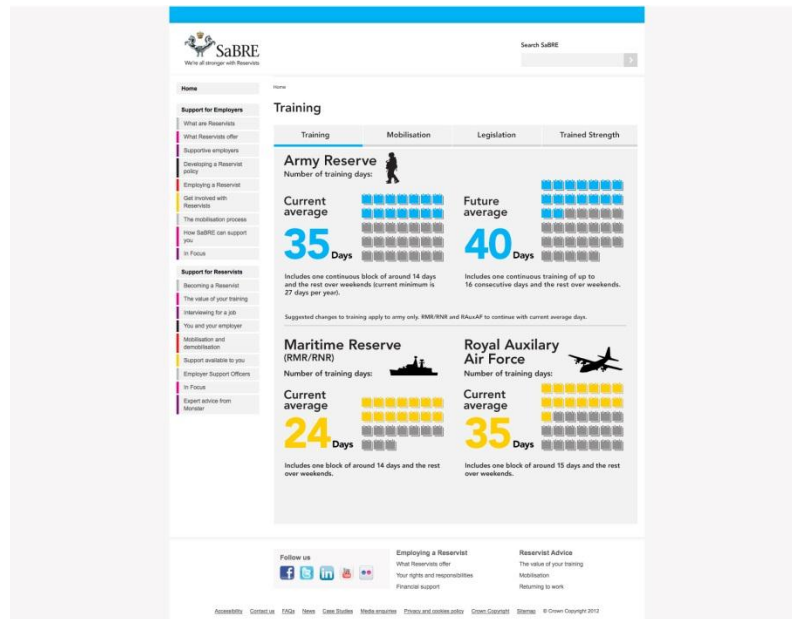 SaBRE
We're all stronger with Reservists
Search SaBRE
Home
Support for Employers
What are Reservists
What Reservists offer
Supportive employers
Developing a Reservist
policy
Employing a Reservist
Get involved with
Reservists
The mobilisation process
How SaBRE can support
you
In Focus
Support for Reservists
Becoming a Reservist
The value of your training
Interviewing for a job
You and your employer
Mobilisation and
demobilisation
Support available to you
Employer Support Officers
In Focus
Expert advice from
Monster
Home
Training
Training Mobilisation Legislation Trained Strength
Army Reserve
Number of training days:
Current
average
35 Days
Includes one continuous block of around 14 days
and the rest over weekends (current minimum is
27 days per year).
Future
average
40 Days
Includes one continuous training of up to
16 consecutive days and the rest over weekends.
Suggested changes to training apply to army only. RMR/RNR and RAuxAF to continue with current average days.
Maritime Reserve
(RMR/RNR)
Number of training days:
Current
average
24 Days
Includes one block of around 14 days and the rest
over weekends.
Royal Auxilary
Air Force
Number of training days:
Current
average
35 Days
Includes one block of around 15 days and the rest
over weekends.
Follow us
Employing a Reservist
What Reservists offer
Your rights and responsibilities
Financial support
Reservist Advice
The value of your training
Mobilisation
Returning to work
Accessibility Contact us FAQs News Case Studies Media enquiries Privacy and cookies policy Crown Copyright Sitemap © Crown Copyright 2012